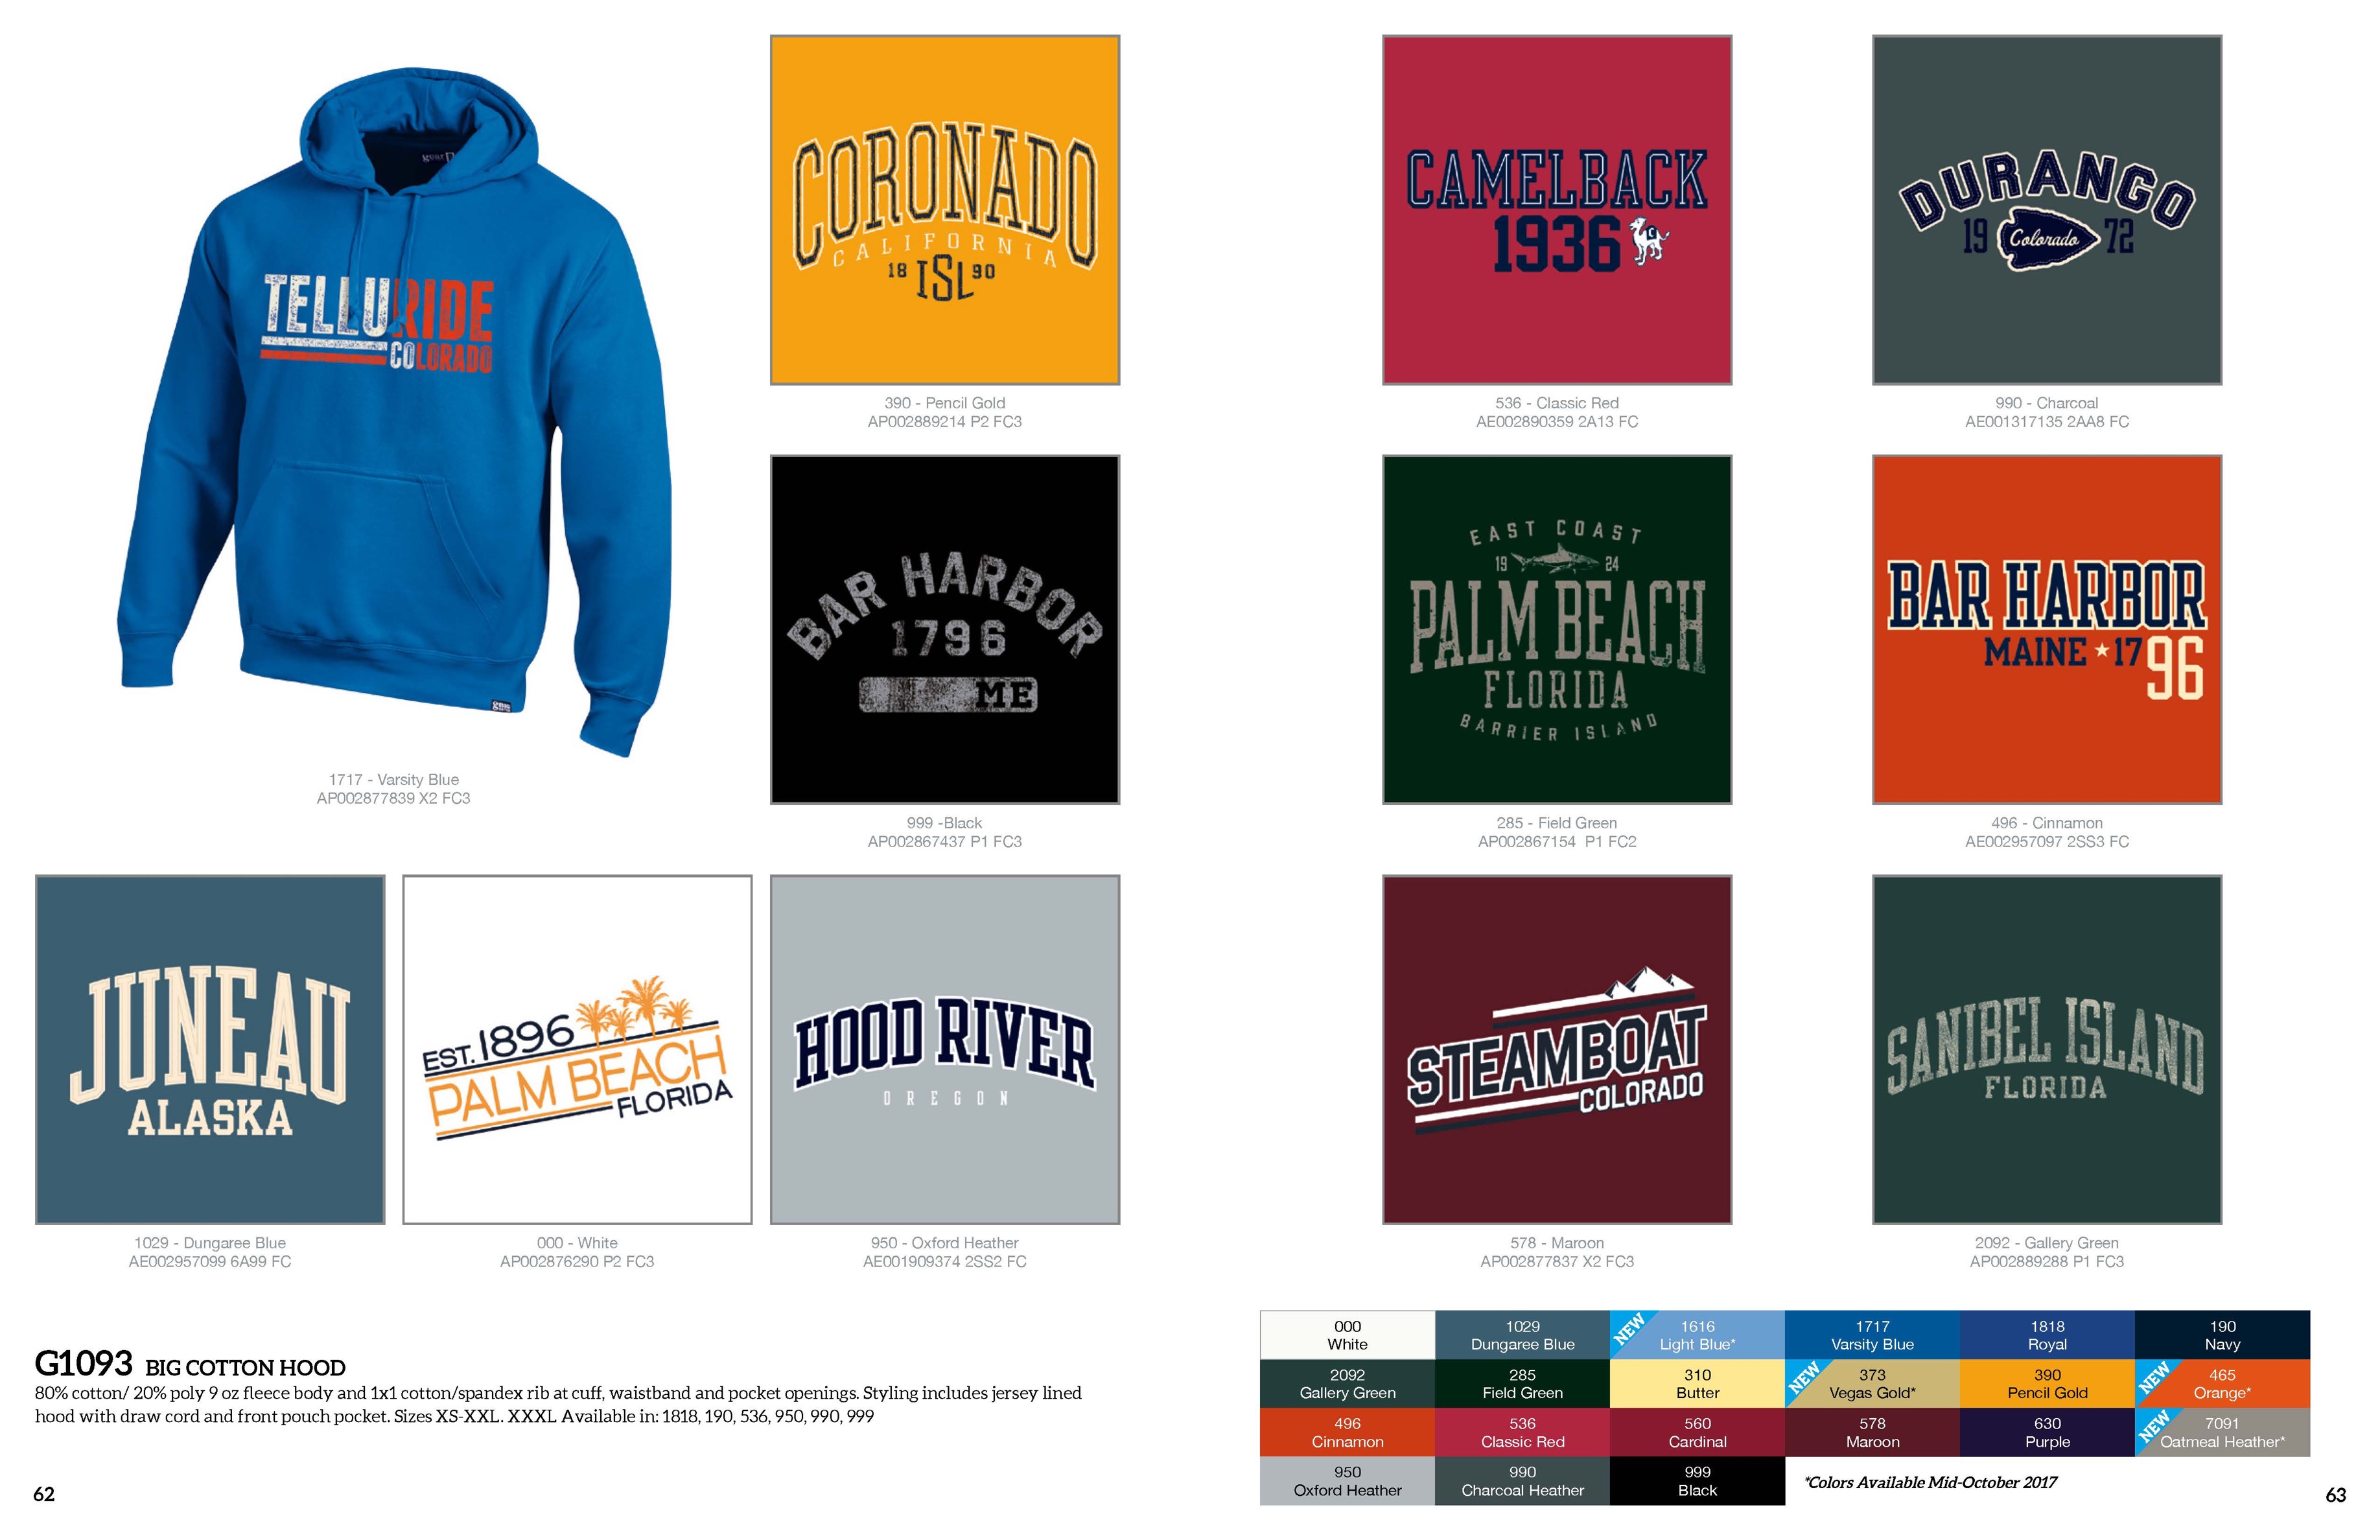 gear
TELLURIDE
COLORADO
1717 - Varsity Blue
AP002877839 X2 FC3
CORONADO
CALIFORNIA
18 ISL 90
390 - Pencil Gold
AP002889214 P2 FC3
BAR HARBOR
1796
ME
999 -Black
AP002867437 P1 FC3
JUNEAU
ALASKA
1029 - Dungaree Blue
AE002957099 6A99 FC
EST. 1896
PALM BEACH
FLORIDA
000 - White
AP002876290 P2 FC3
HOOD RIVER
OREGON
950 - Oxford Heather
AE001909374 2SS2 FC
G1093 BIG COTTON HOOD
80% cotton/ 20% poly 9 oz fleece body and 1x1 cotton/spandex rib at cuff, waistband and pocket openings. Styling includes jersey lined
hood with draw cord and front pouch pocket. Sizes XS-XXL. XXXL Available in: 1818, 190, 536, 950, 990, 999
62
CAMELBACK
1936
C
536 - Classic Red
AE002890359 2A13 FC
DURANGO
19 Colorado 72
990 - Charcoal
AE001317135 2AA8 FC
EAST COAST
19 24
PALM BEACH
FLORIDA
BARRIER ISLAND
285 - Field Green
AP002867154 P1 FC2
BAR HARBOR
MAINE ★ 1796
496 - Cinnamon
AE002957097 2SS3 FC
STEAMBOAT
COLORADO
578 - Maroon
AP002877837 X2 FC3
SANIBEL ISLAND
FLORIDA
2092 - Gallery Green
AP002889288 P1 FC3
000
White
1029
Dungaree Blue
NEW
1616
Light Blue*
1717
Varsity Blue
1818
Royal
190
Navy
2092
Gallery Green
285
Field Green
310
Butter
NEW
373
Vegas Gold*
390
Pencil Gold
NEW
465
Orange*
496
Cinnamon
536
Classic Red
560
Cardinal
578
Maroon
630
Purple
NEW
7091
Oatmeal Heather*
950
Oxford Heather
990
Charcoal Heather
999
Black
*Colors Available Mid-October 2017
63